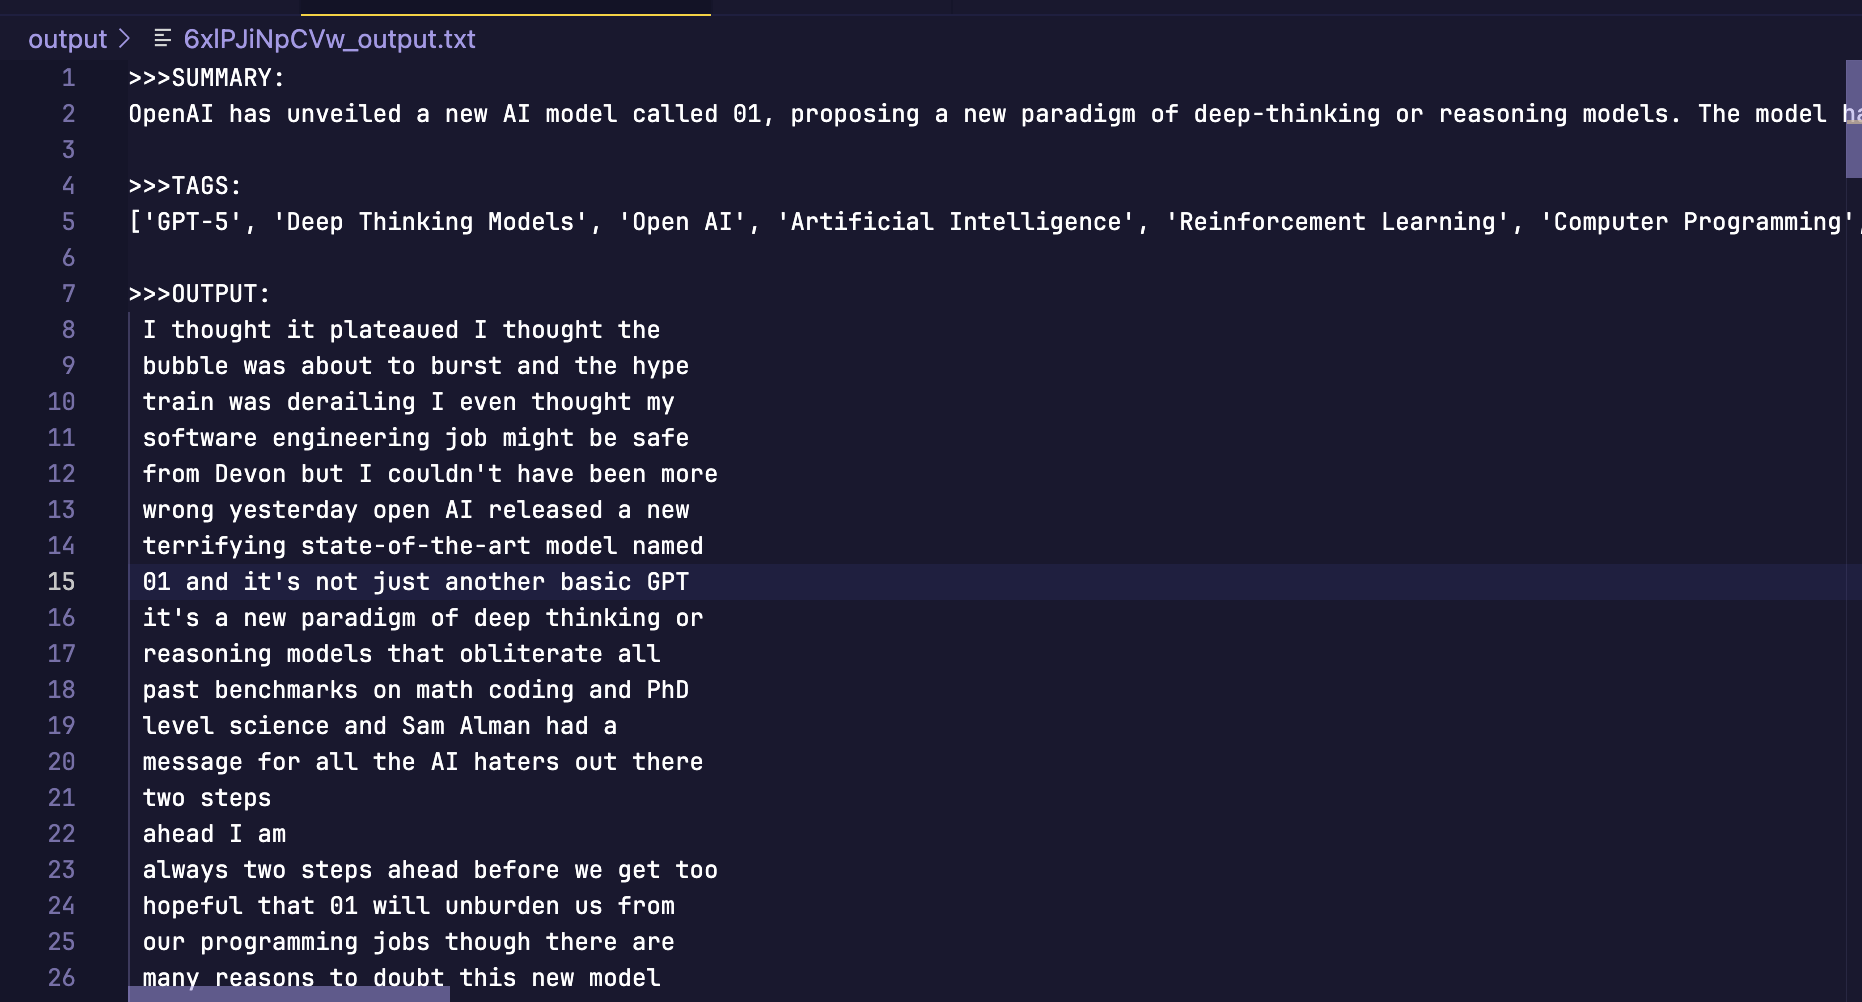 output > 6xlPJiNpCVw_output.txt
1 >>>SUMMARY:
2 OpenAI has unveiled a new AI model called 01, proposing a new paradigm of deep-thinking or reasoning models. The model ha
3
4 >>>TAGS:
5 ['GPT-5', 'Deep Thinking Models', 'Open AI', 'Artificial Intelligence', 'Reinforcement Learning', 'Computer Programming',
6
7 >>>OUTPUT:
8 I thought it plateaued I thought the
9 bubble was about to burst and the hype
10 train was derailing I even thought my
11 software engineering job might be safe
12 from Devon but I couldn't have been more
13 wrong yesterday open AI released a new
14 terrifying state-of-the-art model named
15 01 and it's not just another basic GPT
16 it's a new paradigm of deep thinking or
17 reasoning models that obliterate all
18 past benchmarks on math coding and PhD
19 level science and Sam Alman had a
20 message for all the AI haters out there
21 two steps
22 ahead I am
23 always two steps ahead before we get too
24 hopeful that 01 will unburden us from
25 our programming jobs though there are
26 many reasons to doubt this new model